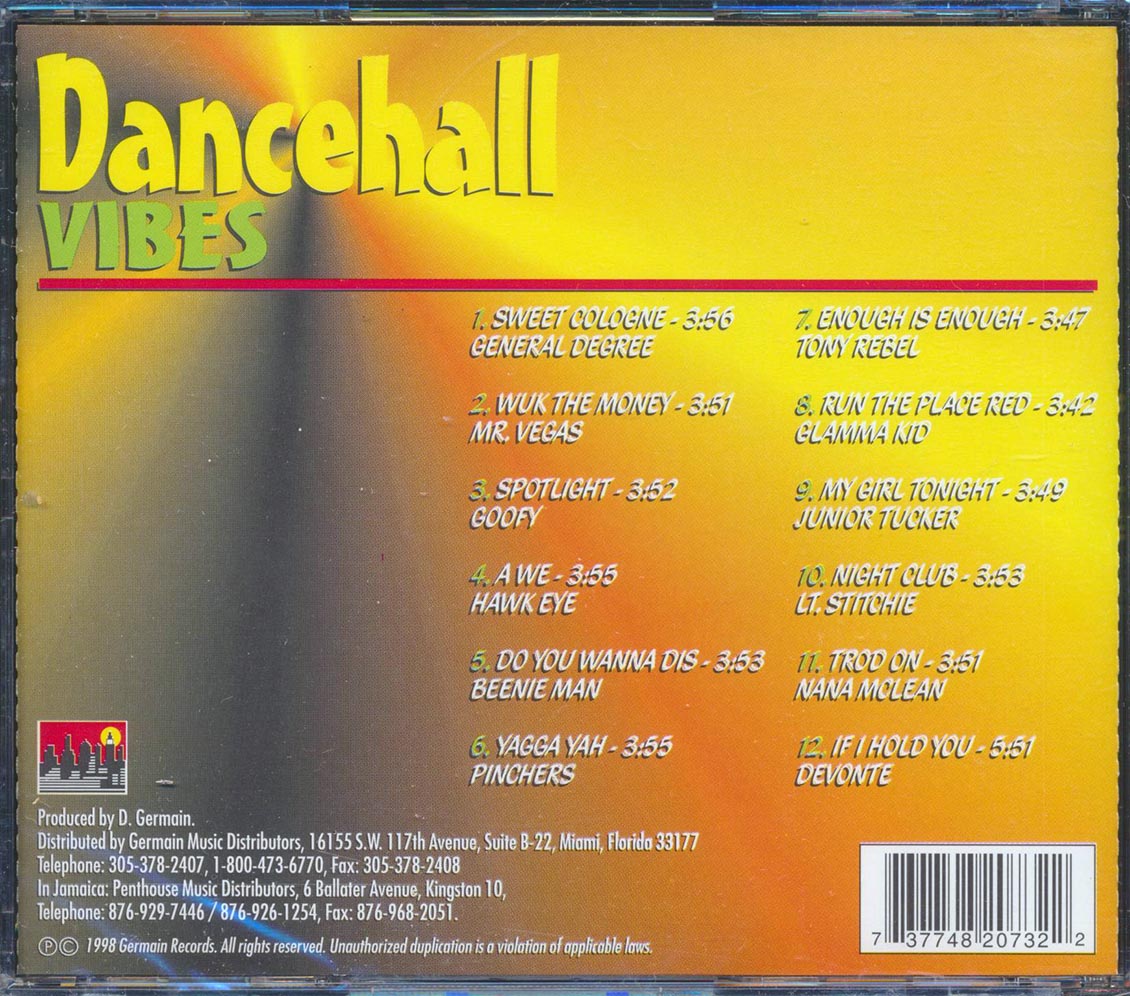 Dancehall
VIBES
1. SWEET COLOGNE - 3:56
GENERAL DEGREE
2. WUK THE MONEY - 3:51
MR. VEGAS
3. SPOTLIGHT - 3:52
GOOFY
4. A WE - 3:55
HAWK EYE
5. DO YOU WANNA DIS - 3:53
BEENIE MAN
6. YAGGA YAH - 3:55
PINCHERS
7. ENOUGH IS ENOUGH - 3:47
TONY REBEL
8. RUN THE PLACE RED - 3:42
GLAMMA KID
9. MY GIRL TONIGHT - 3:49
JUNIOR TUCKER
10. NIGHT CLUB - 3:53
LT. STITCHIE
11. TROD ON - 3:51
NANA MCLEAN
12. IF I HOLD YOU - 5:51
DEVONTE
Produced by D. Germain.
Distributed by Germain Music Distributors, 16155 S.W. 117th Avenue, Suite B-22, Miami, Florida 33177
Telephone: 305-378-2407, 1-800-473-6770, Fax: 305-378-2408
In Jamaica: Penthouse Music Distributors, 6 Ballater Avenue, Kingston 10,
Telephone: 876-929-7446 / 876-926-1254, Fax: 876-968-2051.
℗© 1998 Germain Records. All rights reserved. Unauthorized duplication is a violation of applicable laws.
7 37748 20732 2